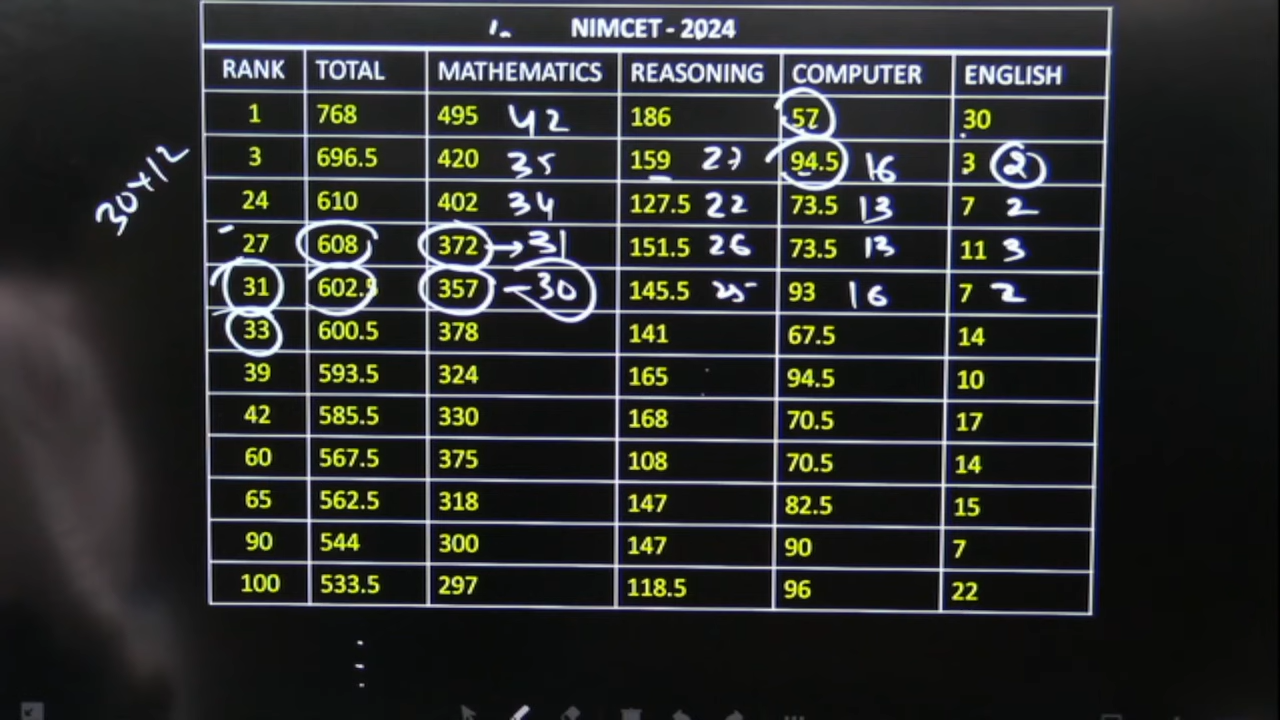 NIMCET - 2024
RANK TOTAL MATHEMATICS REASONING COMPUTER ENGLISH
1 768 495 42 186 57 30
3 696.5 420 35 159 27 94.5 16 3 2
30x12
24 610 402 34 127.5 22 73.5 13 7 2
27 608 372 → 31 151.5 26 73.5 13 11 3
31 602.5 357 - 30 145.5 25 93 16 7 2
33 600.5 378 141 67.5 14
39 593.5 324 165 94.5 10
42 585.5 330 168 70.5 17
60 567.5 375 108 70.5 14
65 562.5 318 147 82.5 15
90 544 300 147 90 7
100 533.5 297 118.5 96 22